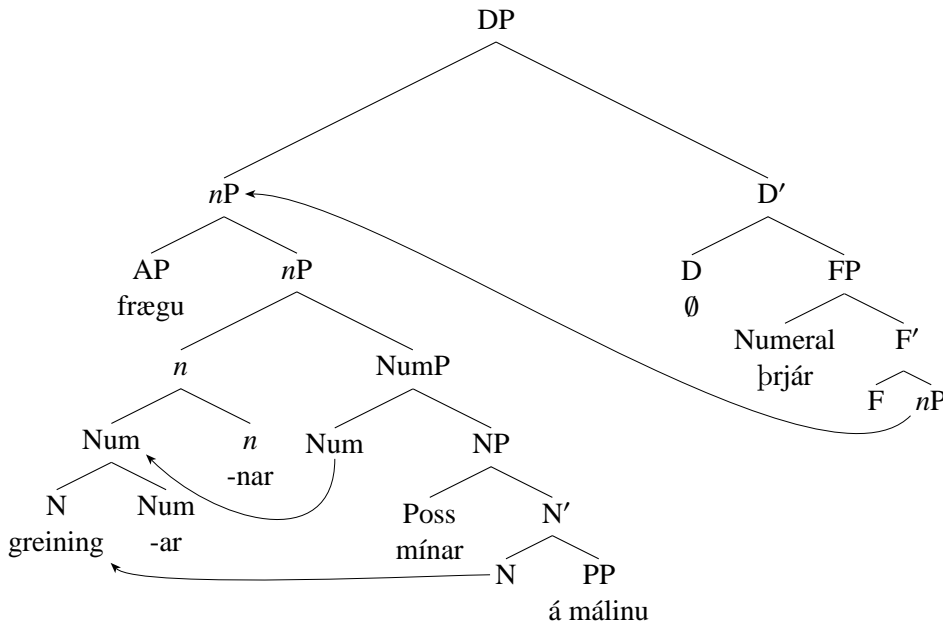 DP
nP D′
AP nP D FP
frægu ∅ Numeral F′
n NumP þrjár F nP
Num n Num NP
-nar
N Num Poss N′
greining -ar mínar N PP
á málinu